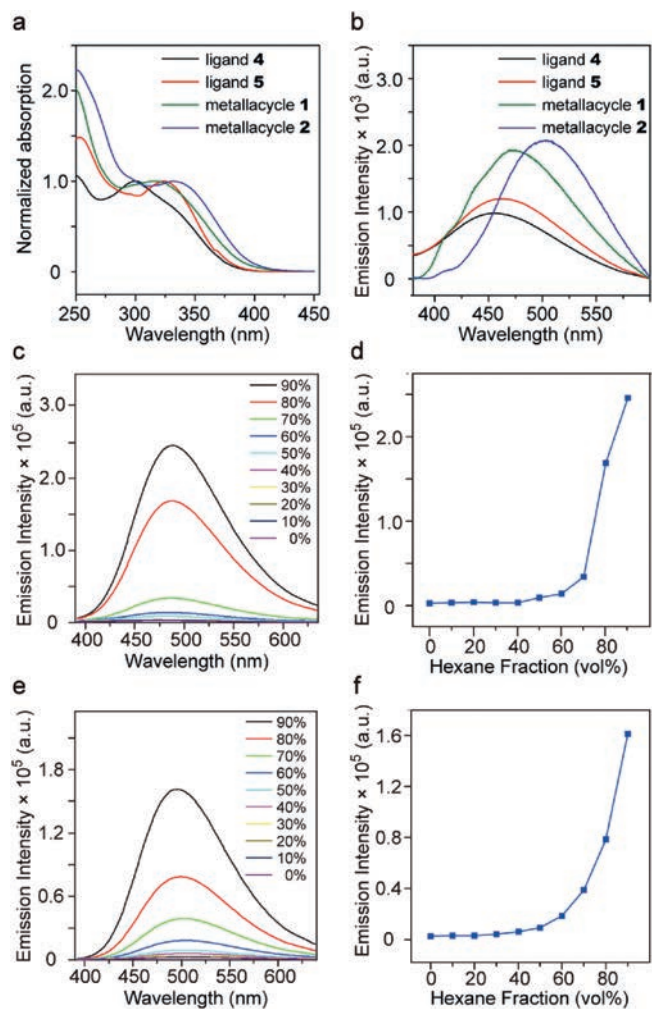 a
ligand 4
ligand 5
metallacycle 1
metallacycle 2
Normalized absorption
2.0
1.0
0
250 300 350 400 450
Wavelength (nm)
b
ligand 4
ligand 5
metallacycle 1
metallacycle 2
Emission Intensity × 10³ (a.u.)
3.0
2.0
1.0
0.0
400 450 500 550
Wavelength (nm)
c
90%
80%
70%
60%
50%
40%
30%
20%
10%
0%
Emission Intensity × 10⁵ (a.u.)
3.0
2.0
1.0
0
400 450 500 550 600
Wavelength (nm)
d
Emission Intensity × 10⁵ (a.u.)
2.0
1.0
0
0 20 40 60 80
Hexane Fraction (vol%)
e
90%
80%
70%
60%
50%
40%
30%
20%
10%
0%
Emission Intensity × 10⁵ (a.u.)
1.8
1.2
0.6
0
400 450 500 550 600
Wavelength (nm)
f
Emission Intensity × 10⁵ (a.u.)
1.6
1.2
0.8
0.4
0
0 20 40 60 80
Hexane Fraction (vol%)